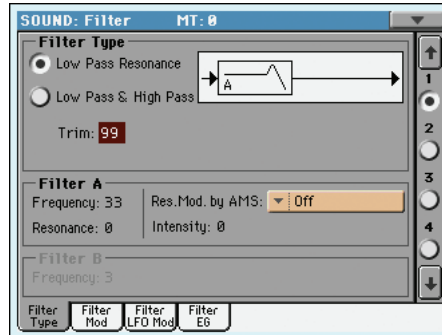 SOUND: Filter MT: 0
Filter Type
Low Pass Resonance
A
Low Pass & High Pass
Trim: 99
1
2
3
4
Filter A
Frequency: 33
Res.Mod. by AMS: Off
Resonance: 0
Intensity: 0
Filter B
Frequency: 3
Filter Type
Filter Mod
Filter LFO Mod
Filter EG